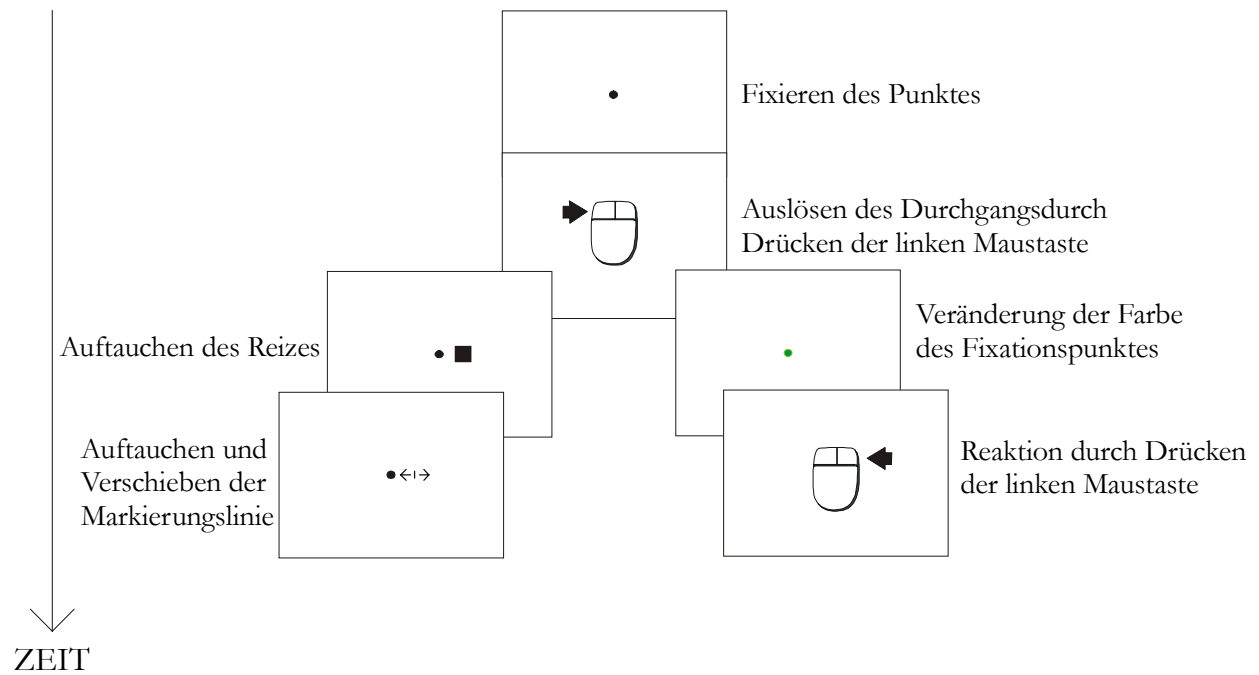 Fixieren des Punktes
Auslösen des Durchgangsdurch
Drücken der linken Maustaste
Auftauchen des Reizes
Veränderung der Farbe
des Fixationspunktes
Auftauchen und
Verschieben der
Markierungslinie
Reaktion durch Drücken
der linken Maustaste
ZEIT